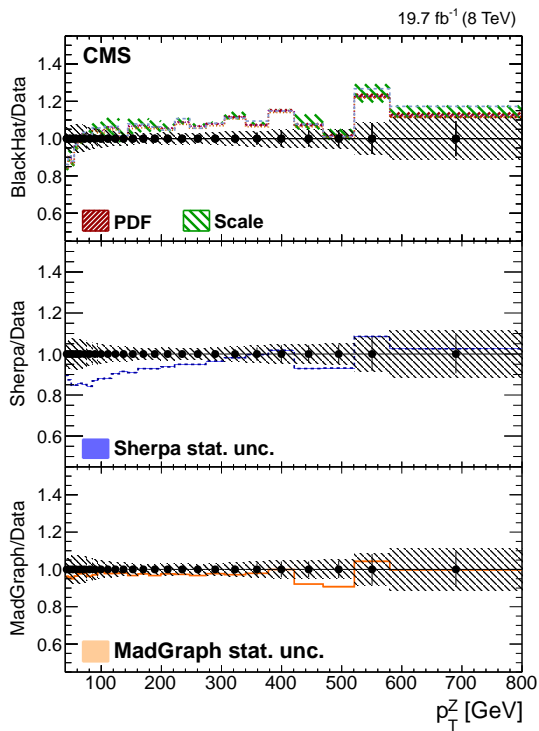 19.7 fb⁻¹ (8 TeV)
CMS
BlackHat/Data
1.4
1.2
1.0
0.8
0.6
PDF
Scale
Sherpa/Data
1.4
1.2
1.0
0.8
0.6
Sherpa stat. unc.
MadGraph/Data
1.4
1.2
1.0
0.8
0.6
MadGraph stat. unc.
100 200 300 400 500 600 700 800
p_T^Z [GeV]